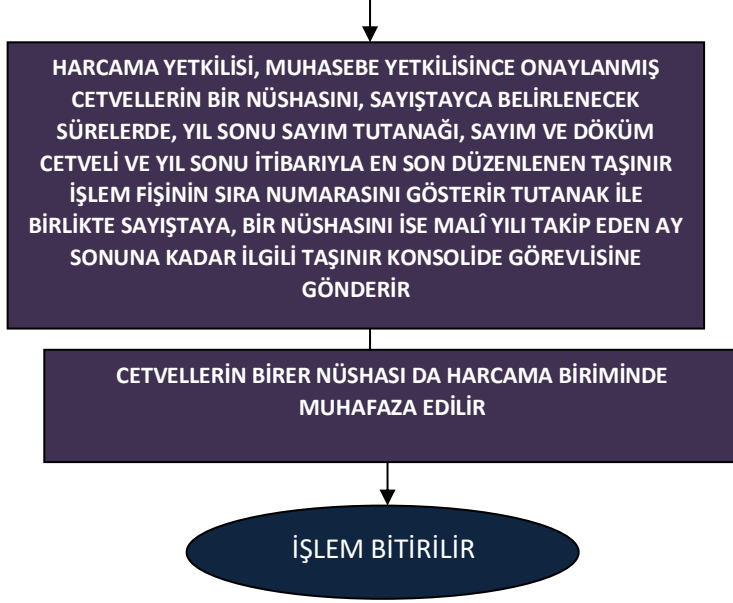 HARCAMA YETKİLİSİ, MUHASEBE YETKİLİSİNCE ONAYLANMIŞ
CETVELLERİN BİR NÜSHASINI, SAYIŞTAYCA BELİRLENECEK
SÜRELERDE, YIL SONU SAYIM TUTANAĞI, SAYIM VE DÖKÜM
CETVELİ VE YIL SONU İTİBARIYLA EN SON DÜZENLENEN TAŞINIR
İŞLEM FİŞİNİN SIRA NUMARASINI GÖSTERİR TUTANAK İLE
BİRLİKTE SAYIŞTAYA, BİR NÜSHASINI İSE MALÎ YILI TAKİP EDEN AY
SONUNA KADAR İLGİLİ TAŞINIR KONSOLİDE GÖREVLİSİNE
GÖNDERİR
CETVELLERİN BİRER NÜSHASI DA HARCAMA BİRİMİNDE
MUHAFAZA EDİLİR
İŞLEM BİTİRİLİR